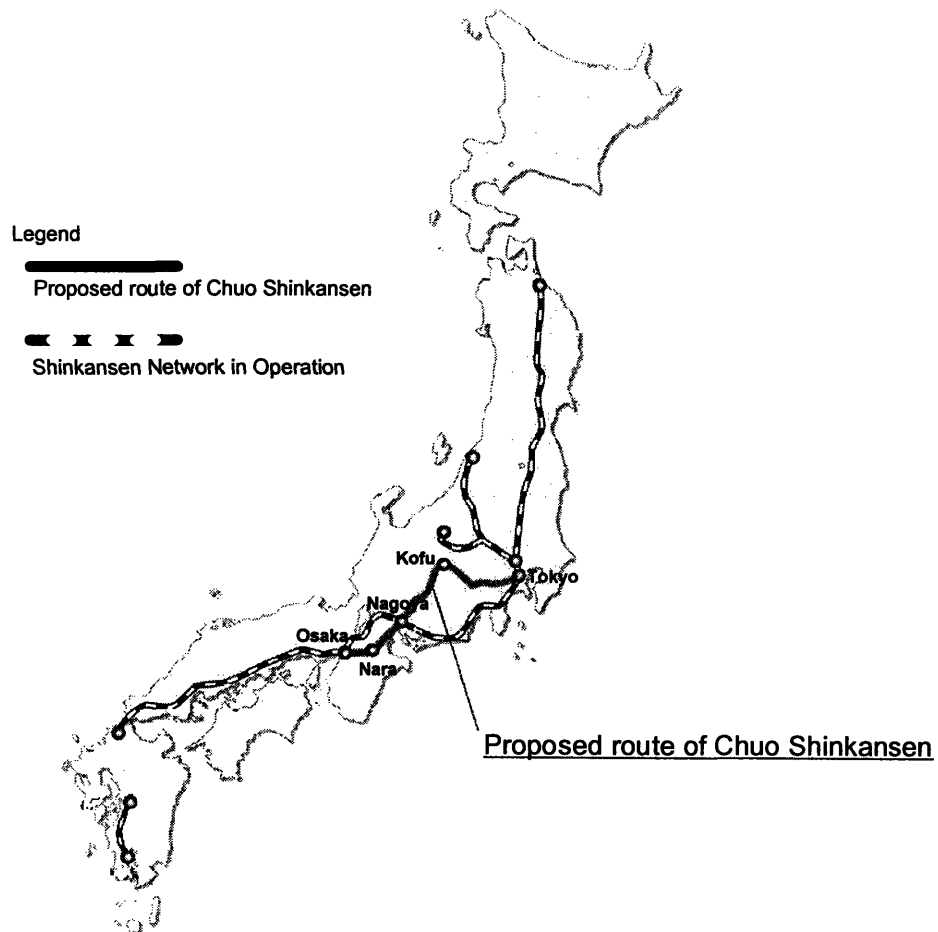 Legend
Proposed route of Chuo Shinkansen
Shinkansen Network in Operation
Kofu
Tokyo
Nagoya
Osaka
Nara
Proposed route of Chuo Shinkansen